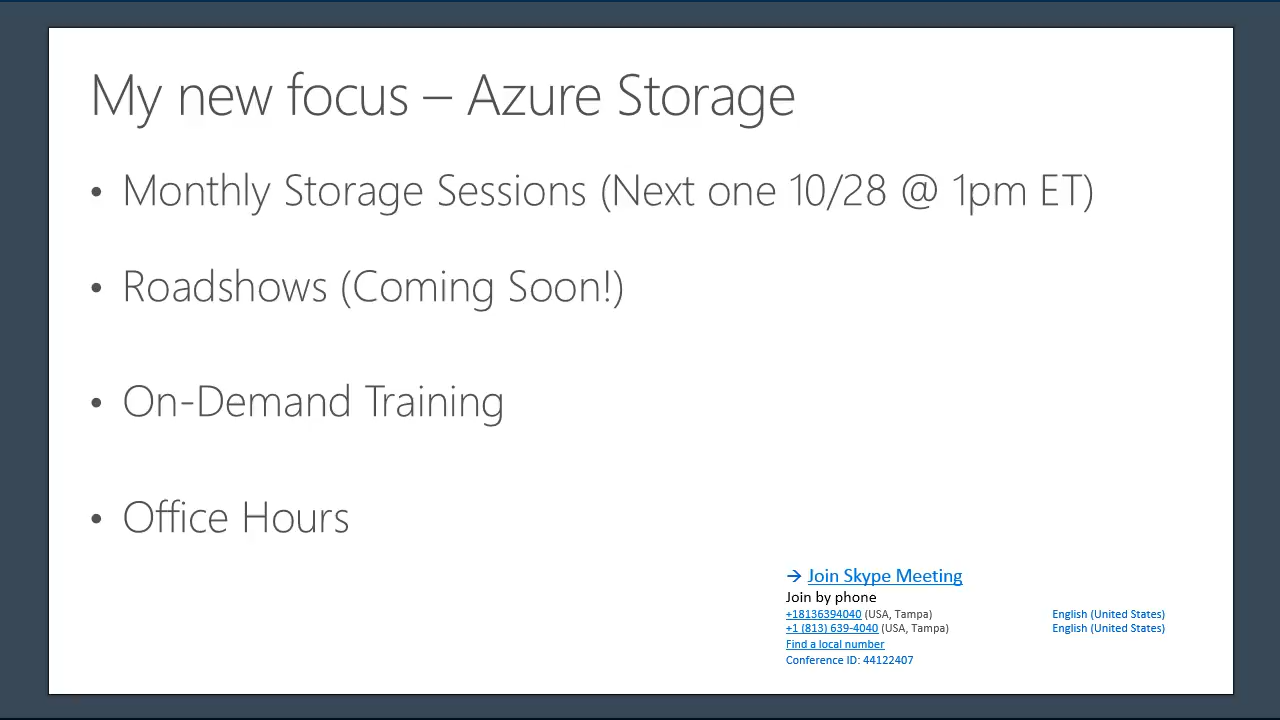 My new focus – Azure Storage
• Monthly Storage Sessions (Next one 10/28 @ 1pm ET)
• Roadshows (Coming Soon!)
• On-Demand Training
• Office Hours
→ Join Skype Meeting
Join by phone
+18136394040 (USA, Tampa) English (United States)
+1 (813) 639-4040 (USA, Tampa) English (United States)
Find a local number
Conference ID: 44122407